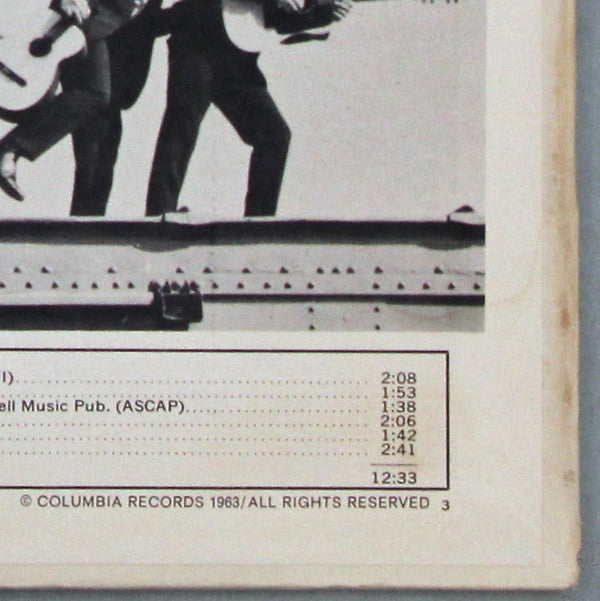 I)........ 2:08
........ 1:53
ell Music Pub. (ASCAP)........ 1:38
........ 2:06
........ 1:42
........ 2:41
12:33
© COLUMBIA RECORDS 1963/ALL RIGHTS RESERVED 3